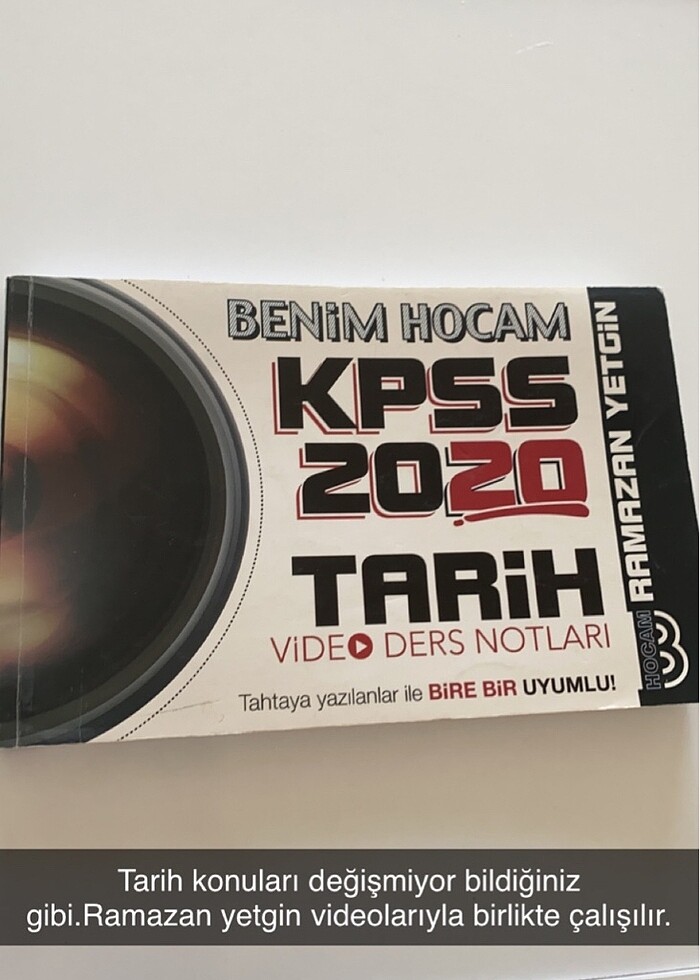 BENİM HOCAM
KPSS
2020
TARİH
VİDEO DERS NOTLARI
Tahtaya yazılanlar ile BİRE BİR UYUMLU!
RAMAZAN YETGİN
HOCAM
Tarih konuları değişmiyor bildiğiniz
gibi.Ramazan yetgin videolarıyla birlikte çalışılır.